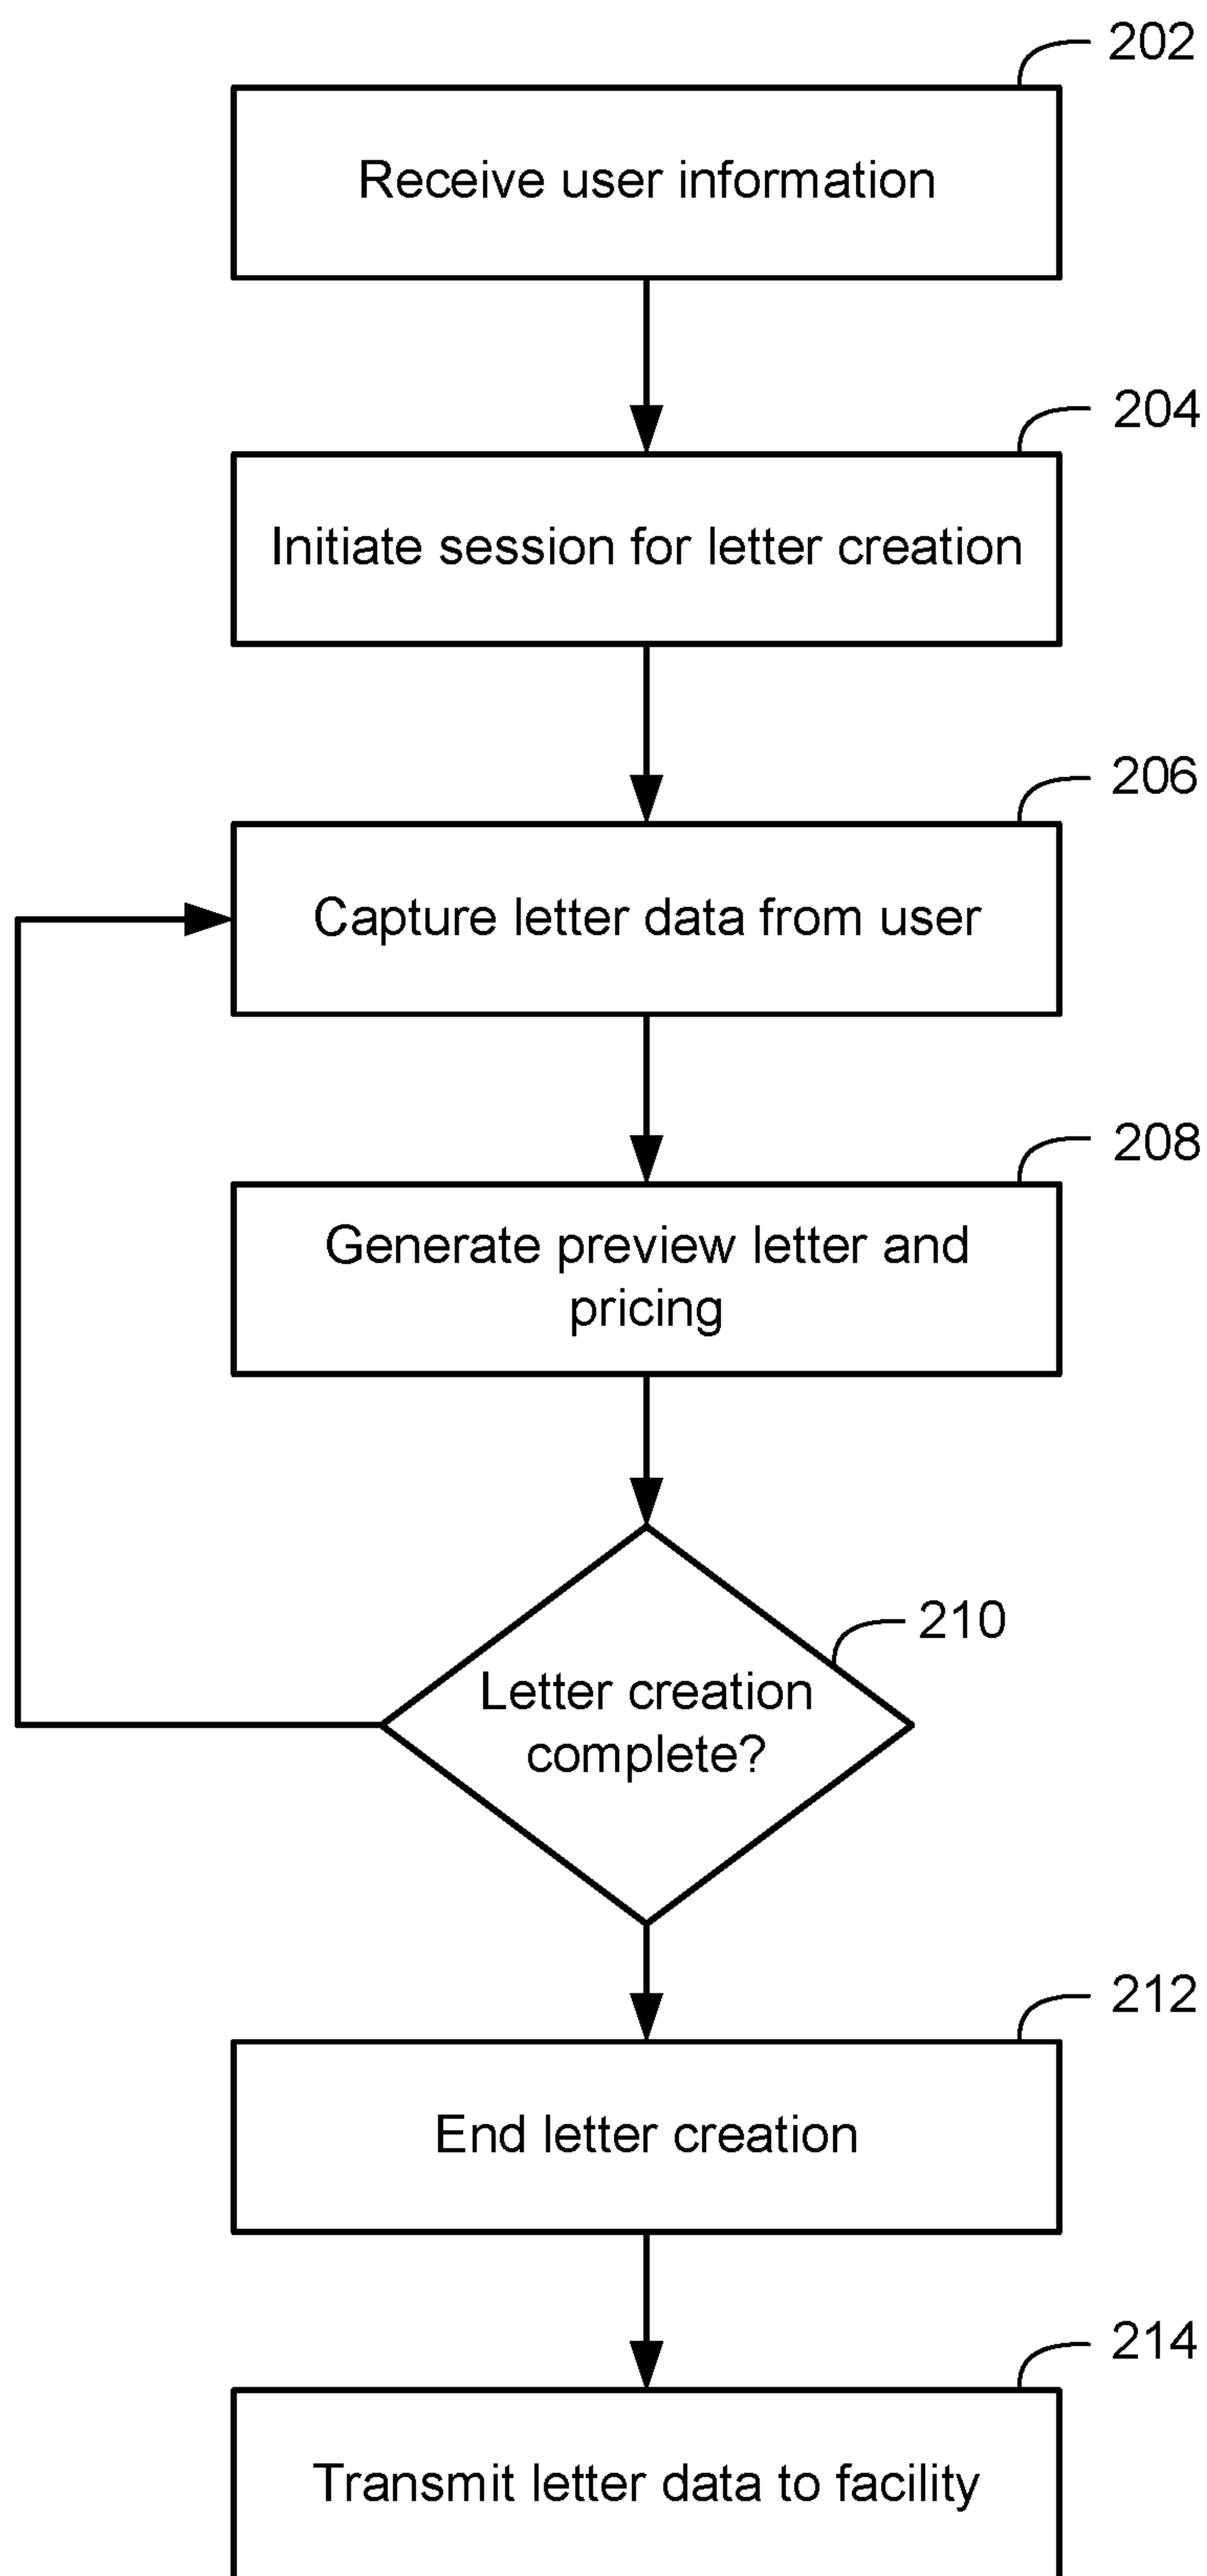 202
Receive user information
204
Initiate session for letter creation
206
Capture letter data from user
208
Generate preview letter and
pricing
210
Letter creation
complete?
212
End letter creation
214
Transmit letter data to facility